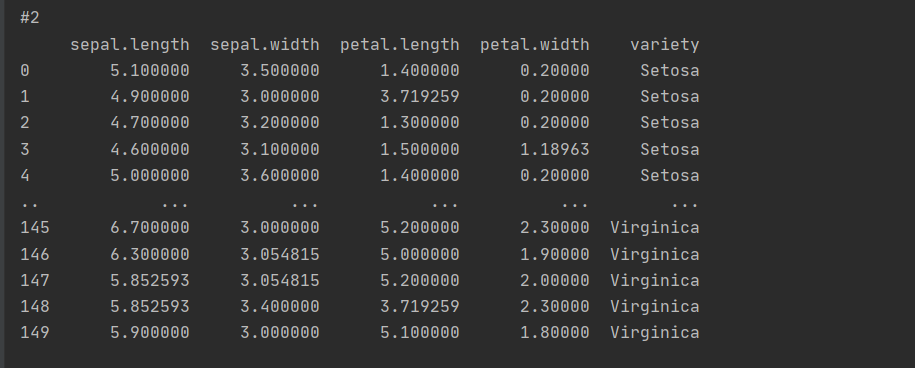 #2
sepal.length sepal.width petal.length petal.width variety
0 5.100000 3.500000 1.400000 0.20000 Setosa
1 4.900000 3.000000 3.719259 0.20000 Setosa
2 4.700000 3.200000 1.300000 0.20000 Setosa
3 4.600000 3.100000 1.500000 1.18963 Setosa
4 5.000000 3.600000 1.400000 0.20000 Setosa
.. ... ... ... ... ...
145 6.700000 3.000000 5.200000 2.30000 Virginica
146 6.300000 3.054815 5.000000 1.90000 Virginica
147 5.852593 3.054815 5.200000 2.00000 Virginica
148 5.852593 3.400000 3.719259 2.30000 Virginica
149 5.900000 3.000000 5.100000 1.80000 Virginica